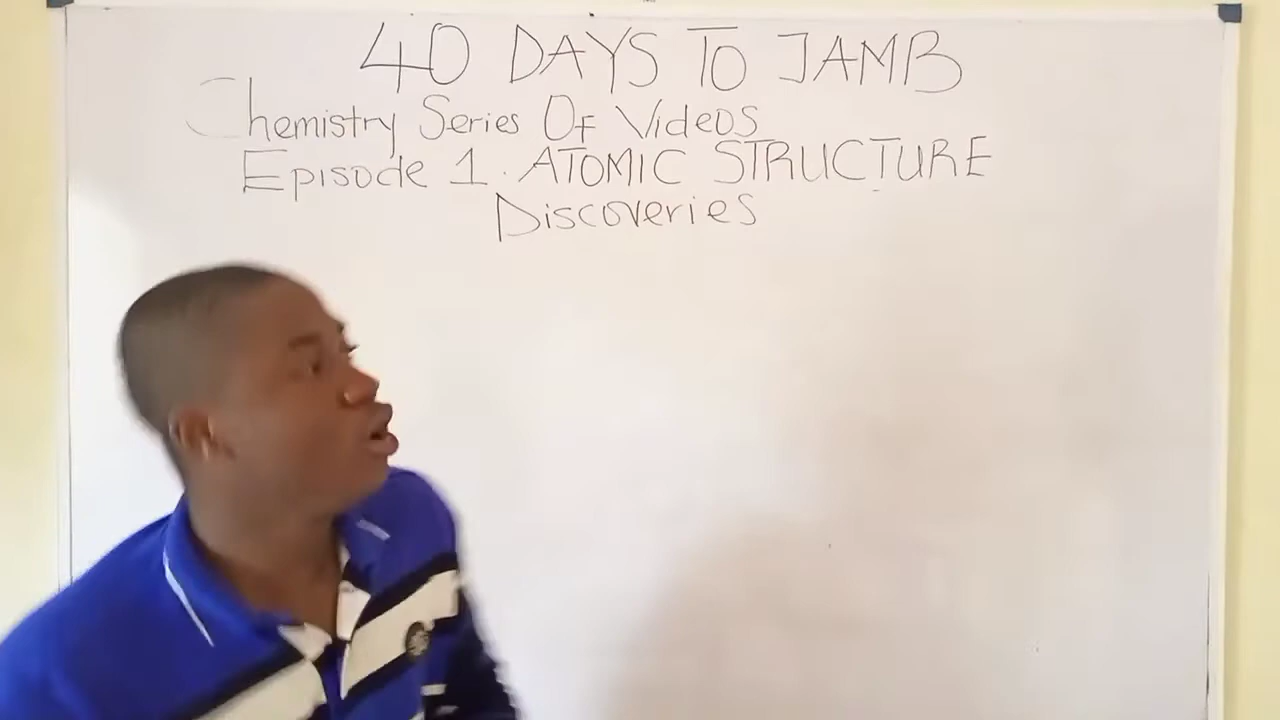 40 DAYS TO JAMB
Chemistry Series OF Videos
Episode 1. ATOMIC STRUCTURE
Discoveries